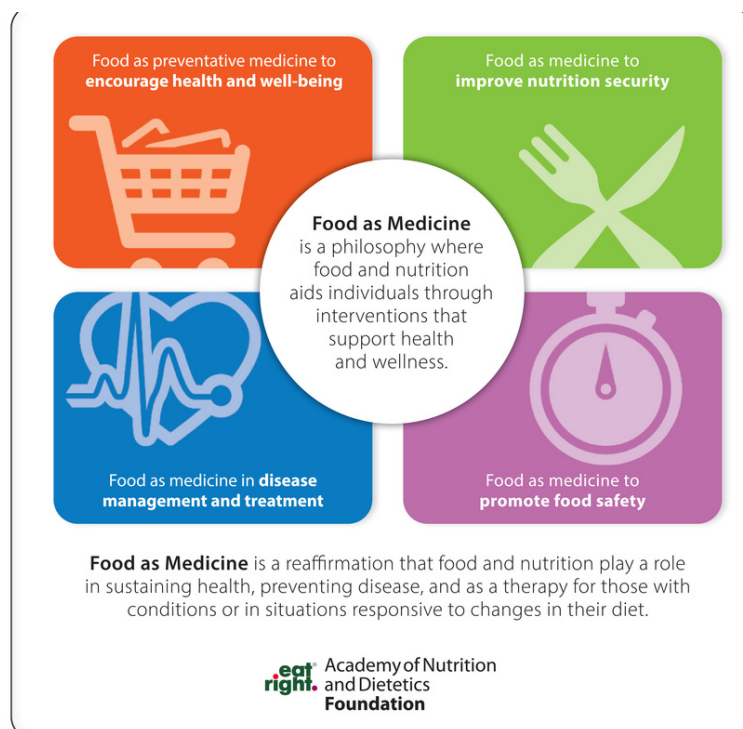 Food as preventative medicine to
encourage health and well-being
Food as medicine to
improve nutrition security
Food as Medicine
is a philosophy where
food and nutrition
aids individuals through
interventions that
support health
and wellness.
Food as medicine in disease
management and treatment
Food as medicine to
promote food safety
Food as Medicine is a reaffirmation that food and nutrition play a role
in sustaining health, preventing disease, and as a therapy for those with
conditions or in situations responsive to changes in their diet.
eat®
right.
Academy of Nutrition
and Dietetics
Foundation